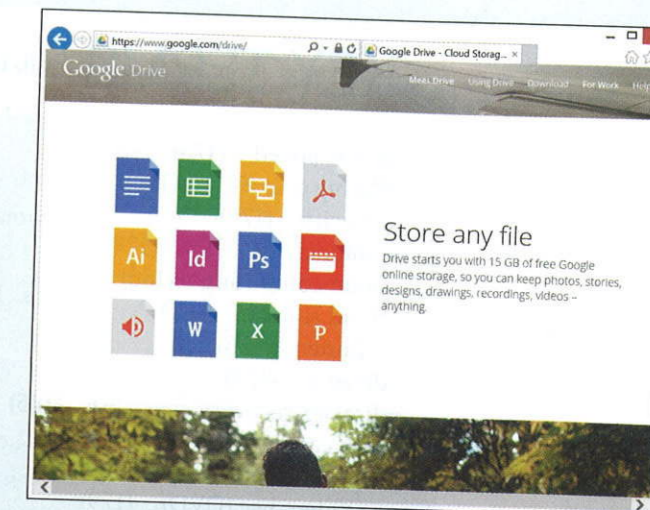 https://www.google.com/drive/
Google Drive - Cloud Storag...
Google Drive
Meet Drive Using Drive Download For Work Help
Ai Id Ps
W X P
Store any file
Drive starts you with 15 GB of free Google
online storage, so you can keep photos, stories,
designs, drawings, recordings, videos –
anything.